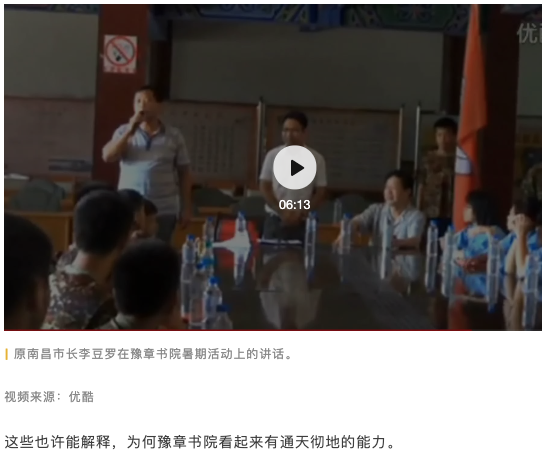 优
06:13
原南昌市长李豆罗在豫章书院暑期活动上的讲话。
视频来源：优酷
这些也许能解释，为何豫章书院看起来有通天彻地的能力。